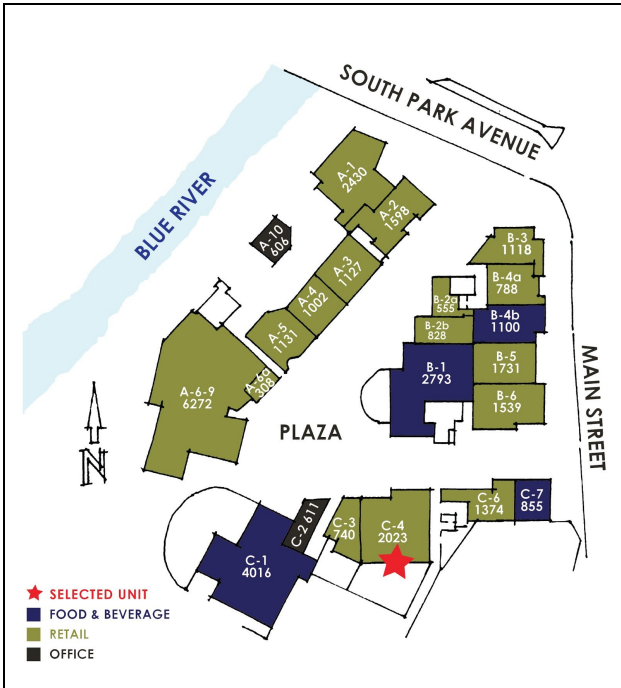 SOUTH PARK AVENUE
BLUE RIVER
A-1
2430
A-2
1598
A-10
606
A-3
1127
A-4
1002
A-5
1131
A-6a
308
A-6-9
6272
B-3
1118
B-4a
788
B-2a
555
B-4b
1100
B-2b
828
B-1
2793
B-5
1731
B-6
1539
MAIN STREET
PLAZA
N
C-2 611
C-3
740
C-4
2023
C-6
1374
C-7
855
C-1
4016
SELECTED UNIT
FOOD & BEVERAGE
RETAIL
OFFICE